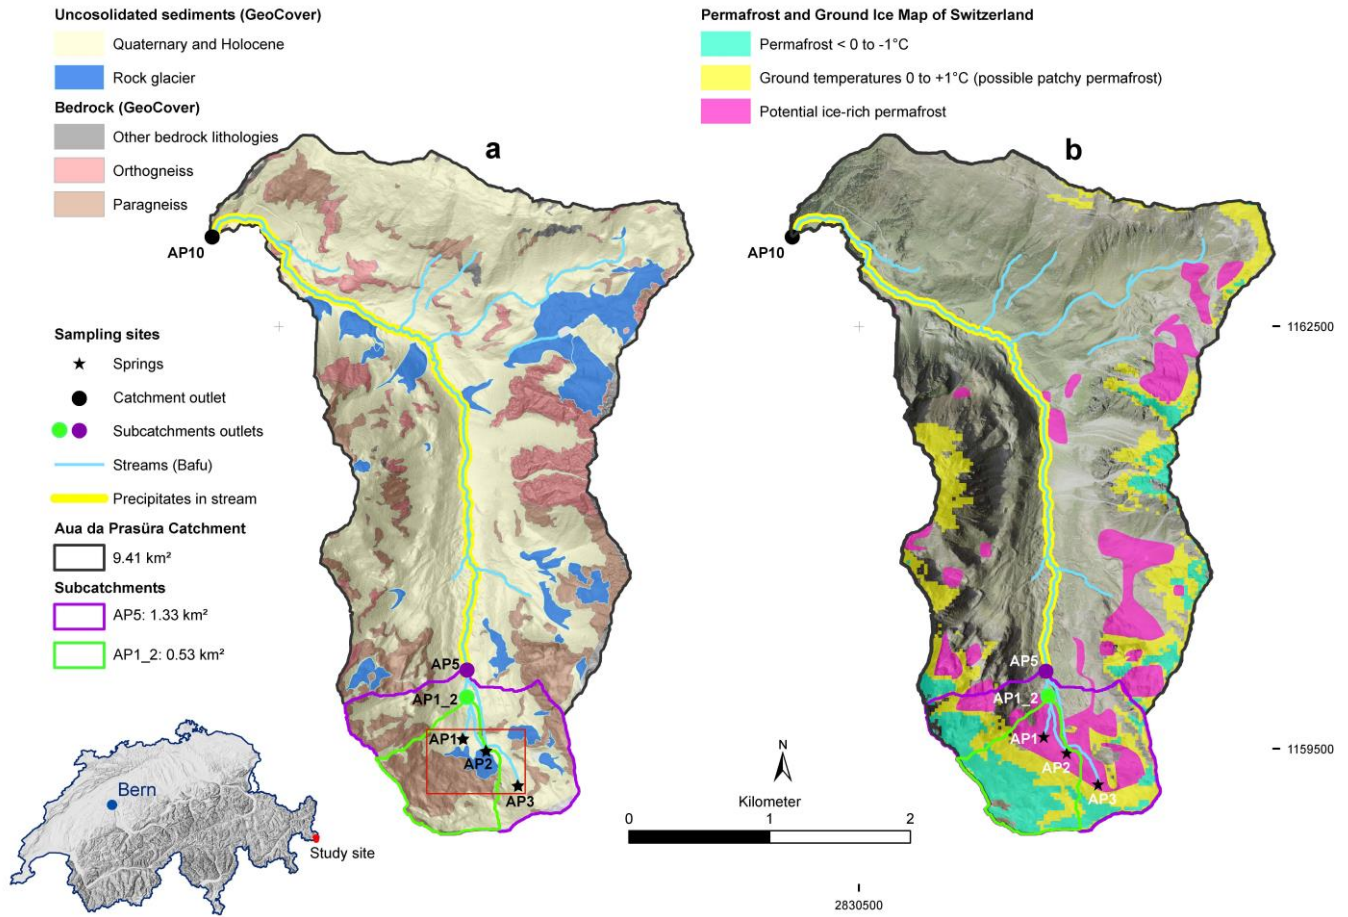 Uncosolidated sediments (GeoCover)
Quaternary and Holocene
Rock glacier
Bedrock (GeoCover)
Other bedrock lithologies
Orthogneiss
Paragneiss
Permafrost and Ground Ice Map of Switzerland
Permafrost < 0 to -1°C
Ground temperatures 0 to +1°C (possible patchy permafrost)
Potential ice-rich permafrost
a
b
AP10
AP10
Sampling sites
Springs
Catchment outlet
Subcatchments outlets
Streams (Bafu)
Precipitates in stream
Aua da Prasüra Catchment
9.41 km²
Subcatchments
AP5: 1.33 km²
AP1_2: 0.53 km²
1162500
AP5
AP1_2
AP1
AP2
AP3
AP5
AP1_2
AP1
AP2
AP3
1159500
N
Kilometer
0
1
2
2830500
Bern
Study site